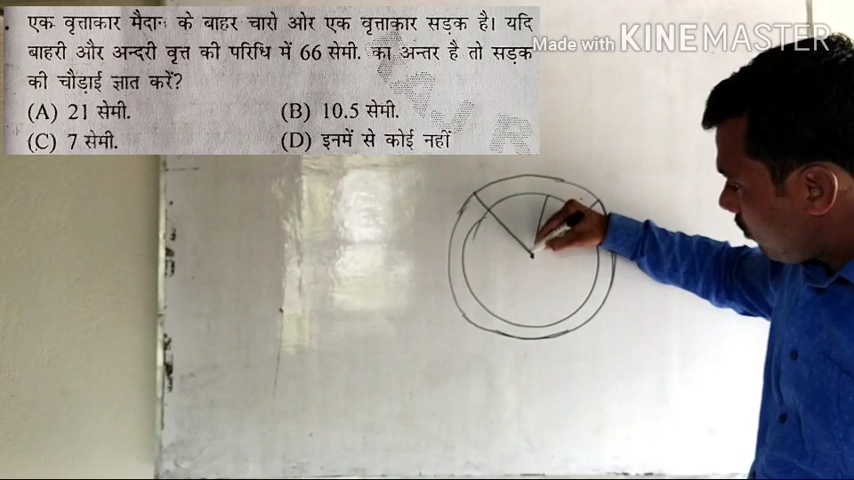 एक वृत्ताकार मैदान के बाहर चारो ओर एक वृत्ताकार सड़क है। यदि
बाहरी और अन्दरी वृत्त की परिधि में 66 सेमी. का अन्तर है तो सड़क
की चौड़ाई ज्ञात करें?
(A) 21 सेमी. (B) 10.5 सेमी.
(C) 7 सेमी. (D) इनमें से कोई नहीं
Made with KINEMASTER